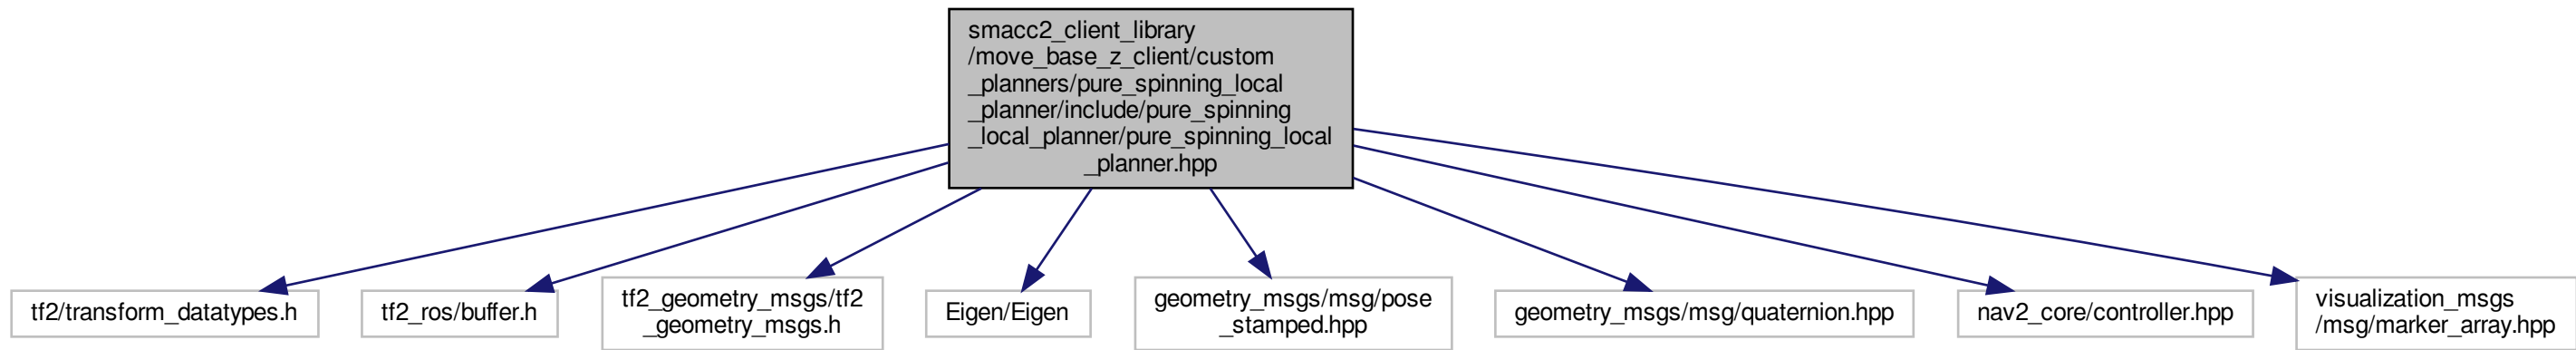 smacc2_client_library
/move_base_z_client/custom
_planners/pure_spinning_local
_planner/include/pure_spinning
_local_planner/pure_spinning_local
_planner.hpp
tf2/transform_datatypes.h
tf2_ros/buffer.h
tf2_geometry_msgs/tf2
_geometry_msgs.h
Eigen/Eigen
geometry_msgs/msg/pose
_stamped.hpp
geometry_msgs/msg/quaternion.hpp
nav2_core/controller.hpp
visualization_msgs
/msg/marker_array.hpp